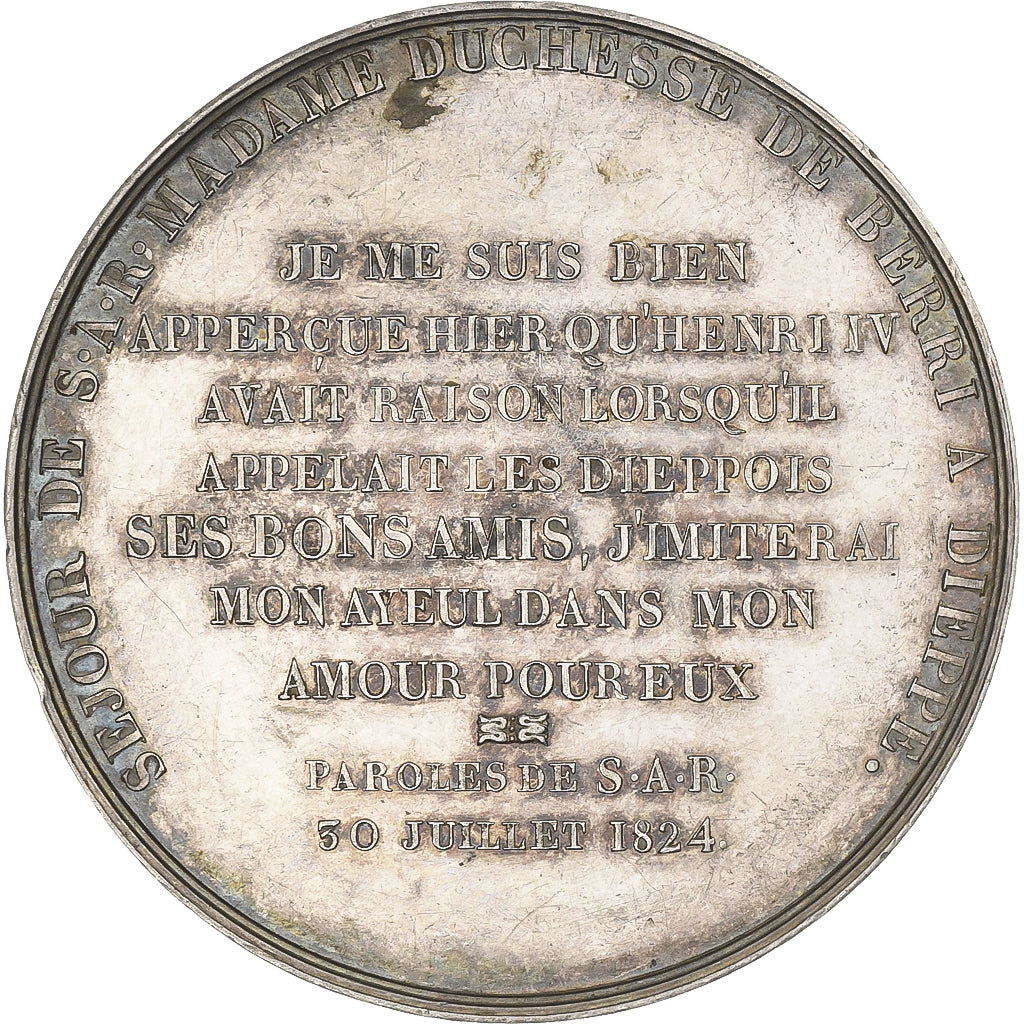 SEJOUR DE S·A·R· MADAME DUCHESSE DE BERRI A DIEPPE.
JE ME SUIS BIEN
APPERÇUE HIER QU'HENRI IV
AVAIT RAISON LORSQU'IL
APPELAIT LES DIEPPOIS
SES BONS AMIS, J'IMITERAI
MON AYEUL DANS MON
AMOUR POUR EUX
PAROLES DE S·A·R·
30 JUILLET 1824.